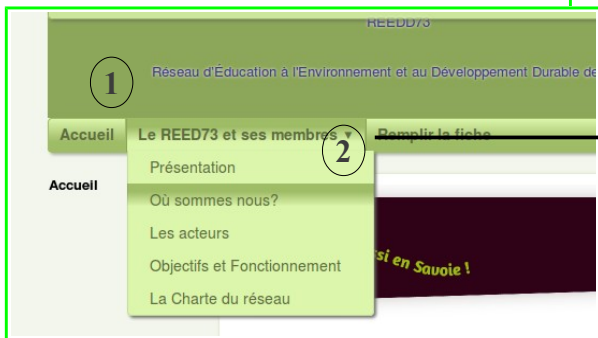 REEDD73
Réseau d'Éducation à l'Environnement et au Développement Durable de
1
Accueil Le REED73 et ses membres ▼ Remplir la fiche
2
Présentation
Accueil
Où sommes nous?
Les acteurs
Objectifs et Fonctionnement
La Charte du réseau
si en Savoie !